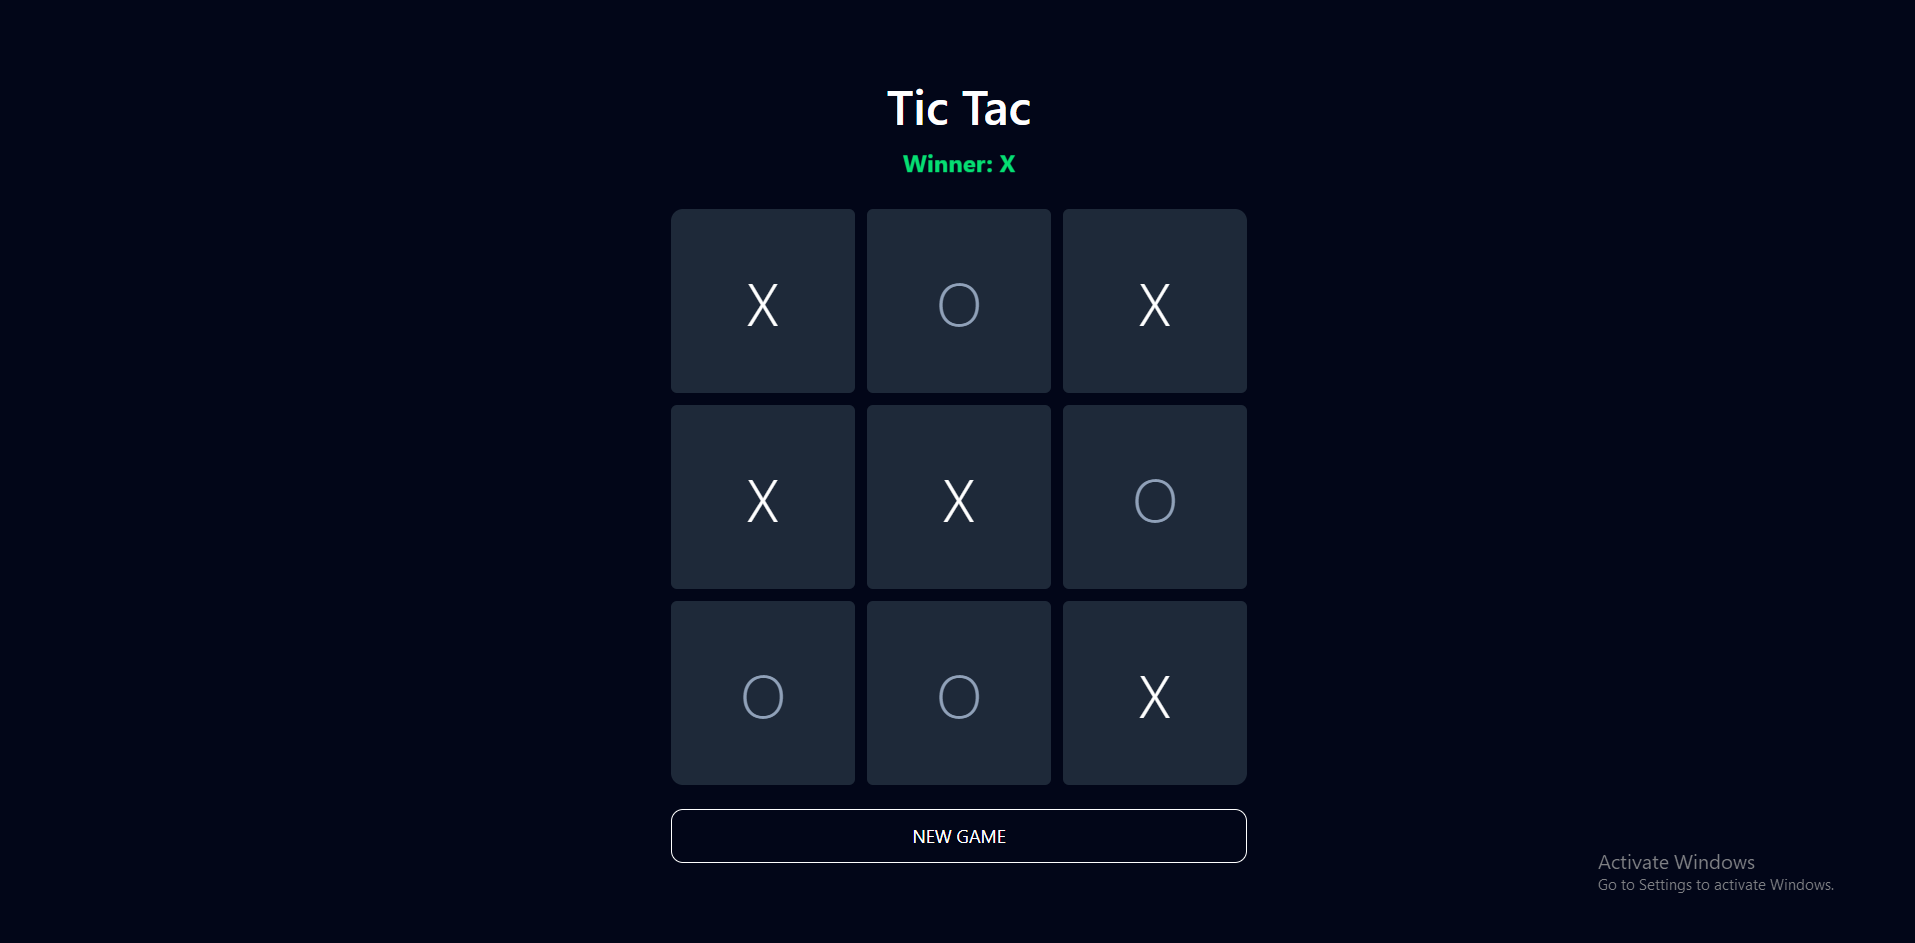 Tic Tac
Winner: X
X O X
X X O
O O X
NEW GAME
Activate Windows
Go to Settings to activate Windows.